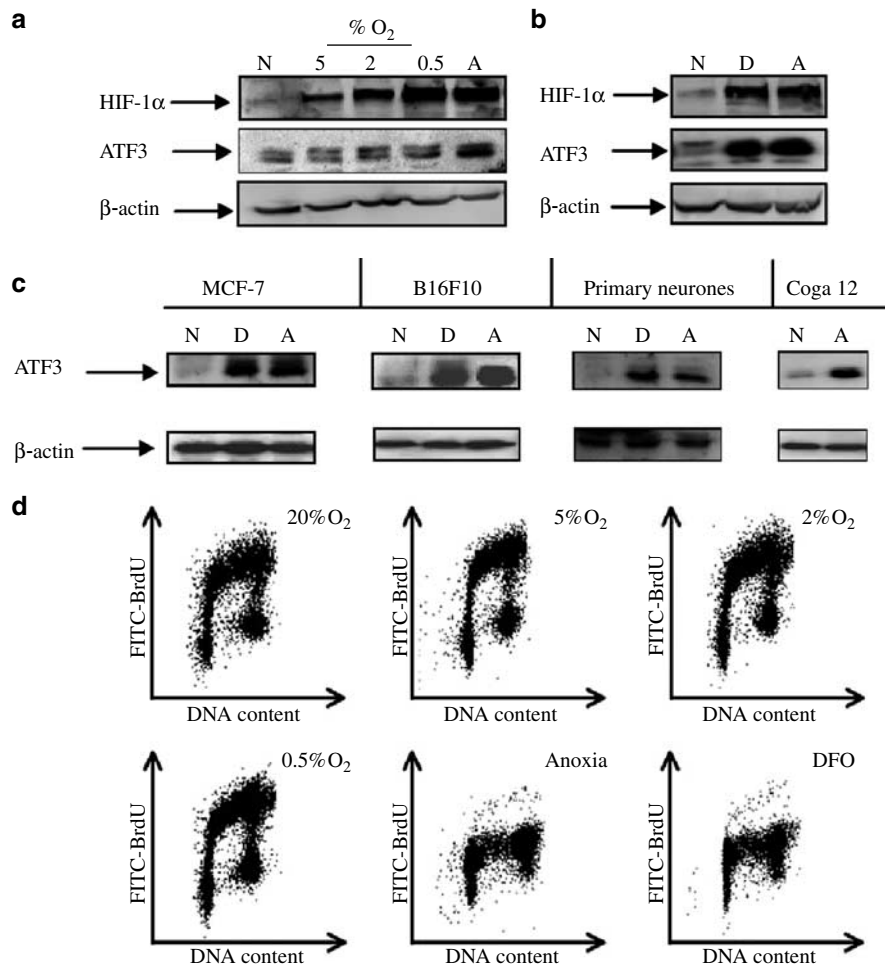 a
% O2
N 5 2 0.5 A
HIF-1α
ATF3
β-actin
b
N D A
HIF-1α
ATF3
β-actin
c
MCF-7 B16F10 Primary neurones Coga 12
N D A N D A N D A N A
ATF3
β-actin
d
20%O2 5%O2 2%O2
FITC-BrdU FITC-BrdU FITC-BrdU
DNA content DNA content DNA content
0.5%O2 Anoxia DFO
FITC-BrdU FITC-BrdU FITC-BrdU
DNA content DNA content DNA content